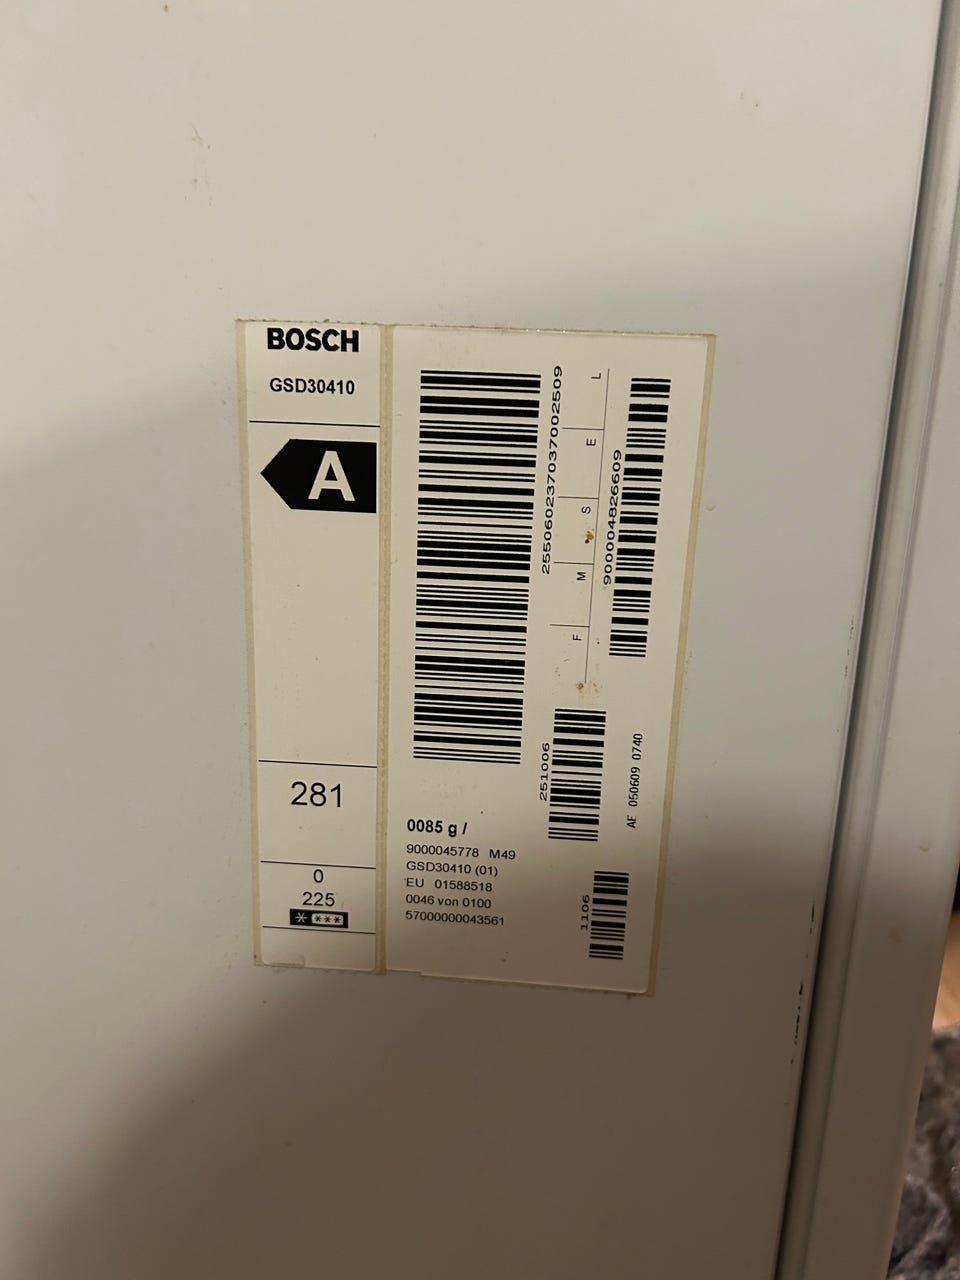 BOSCH
GSD30410
A
281
0
225
* ***
0085 g /
9000045778 M49
GSD30410 (01)
EU 01588518
0046 von 0100
57000000043561
2550602370370002509
L
E
S
M
F
9000004826609
251006
AE 050609 0740
1106